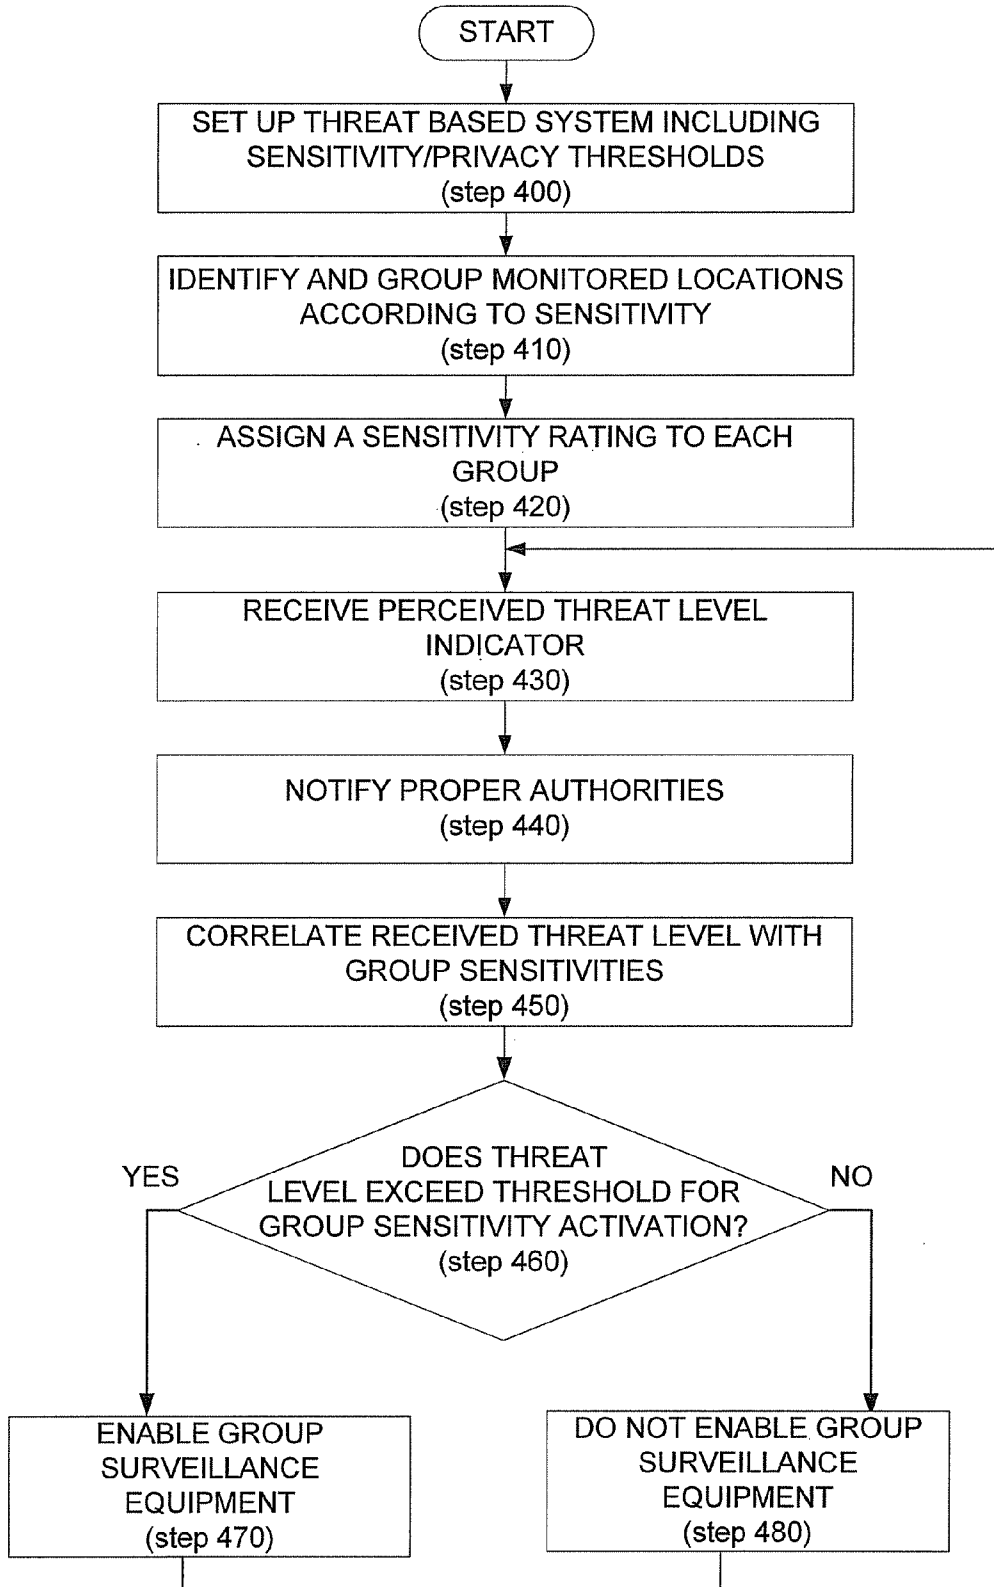 START
SET UP THREAT BASED SYSTEM INCLUDING
SENSITIVITY/PRIVACY THRESHOLDS
(step 400)
IDENTIFY AND GROUP MONITORED LOCATIONS
ACCORDING TO SENSITIVITY
(step 410)
ASSIGN A SENSITIVITY RATING TO EACH
GROUP
(step 420)
RECEIVE PERCEIVED THREAT LEVEL
INDICATOR
(step 430)
NOTIFY PROPER AUTHORITIES
(step 440)
CORRELATE RECEIVED THREAT LEVEL WITH
GROUP SENSITIVITIES
(step 450)
DOES THREAT
LEVEL EXCEED THRESHOLD FOR
GROUP SENSITIVITY ACTIVATION?
(step 460)
YES
NO
ENABLE GROUP
SURVEILLANCE
EQUIPMENT
(step 470)
DO NOT ENABLE GROUP
SURVEILLANCE
EQUIPMENT
(step 480)